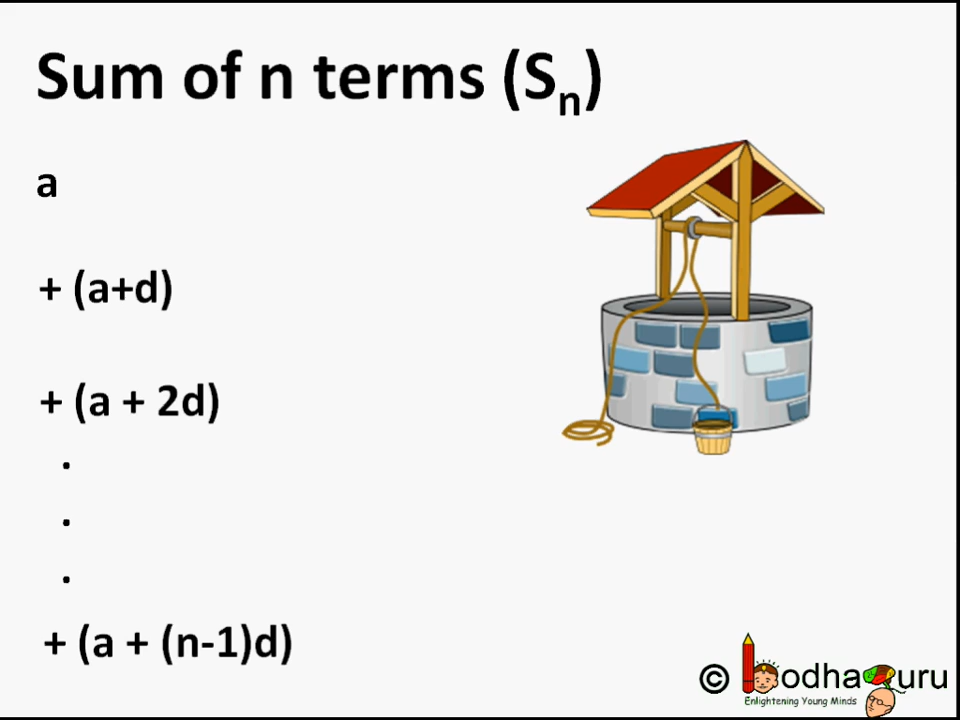 Sum of n terms (Sₙ)
a
+ (a+d)
+ (a + 2d)
.
.
.
+ (a + (n-1)d)
© bodhaguru
Enlightening Young Minds